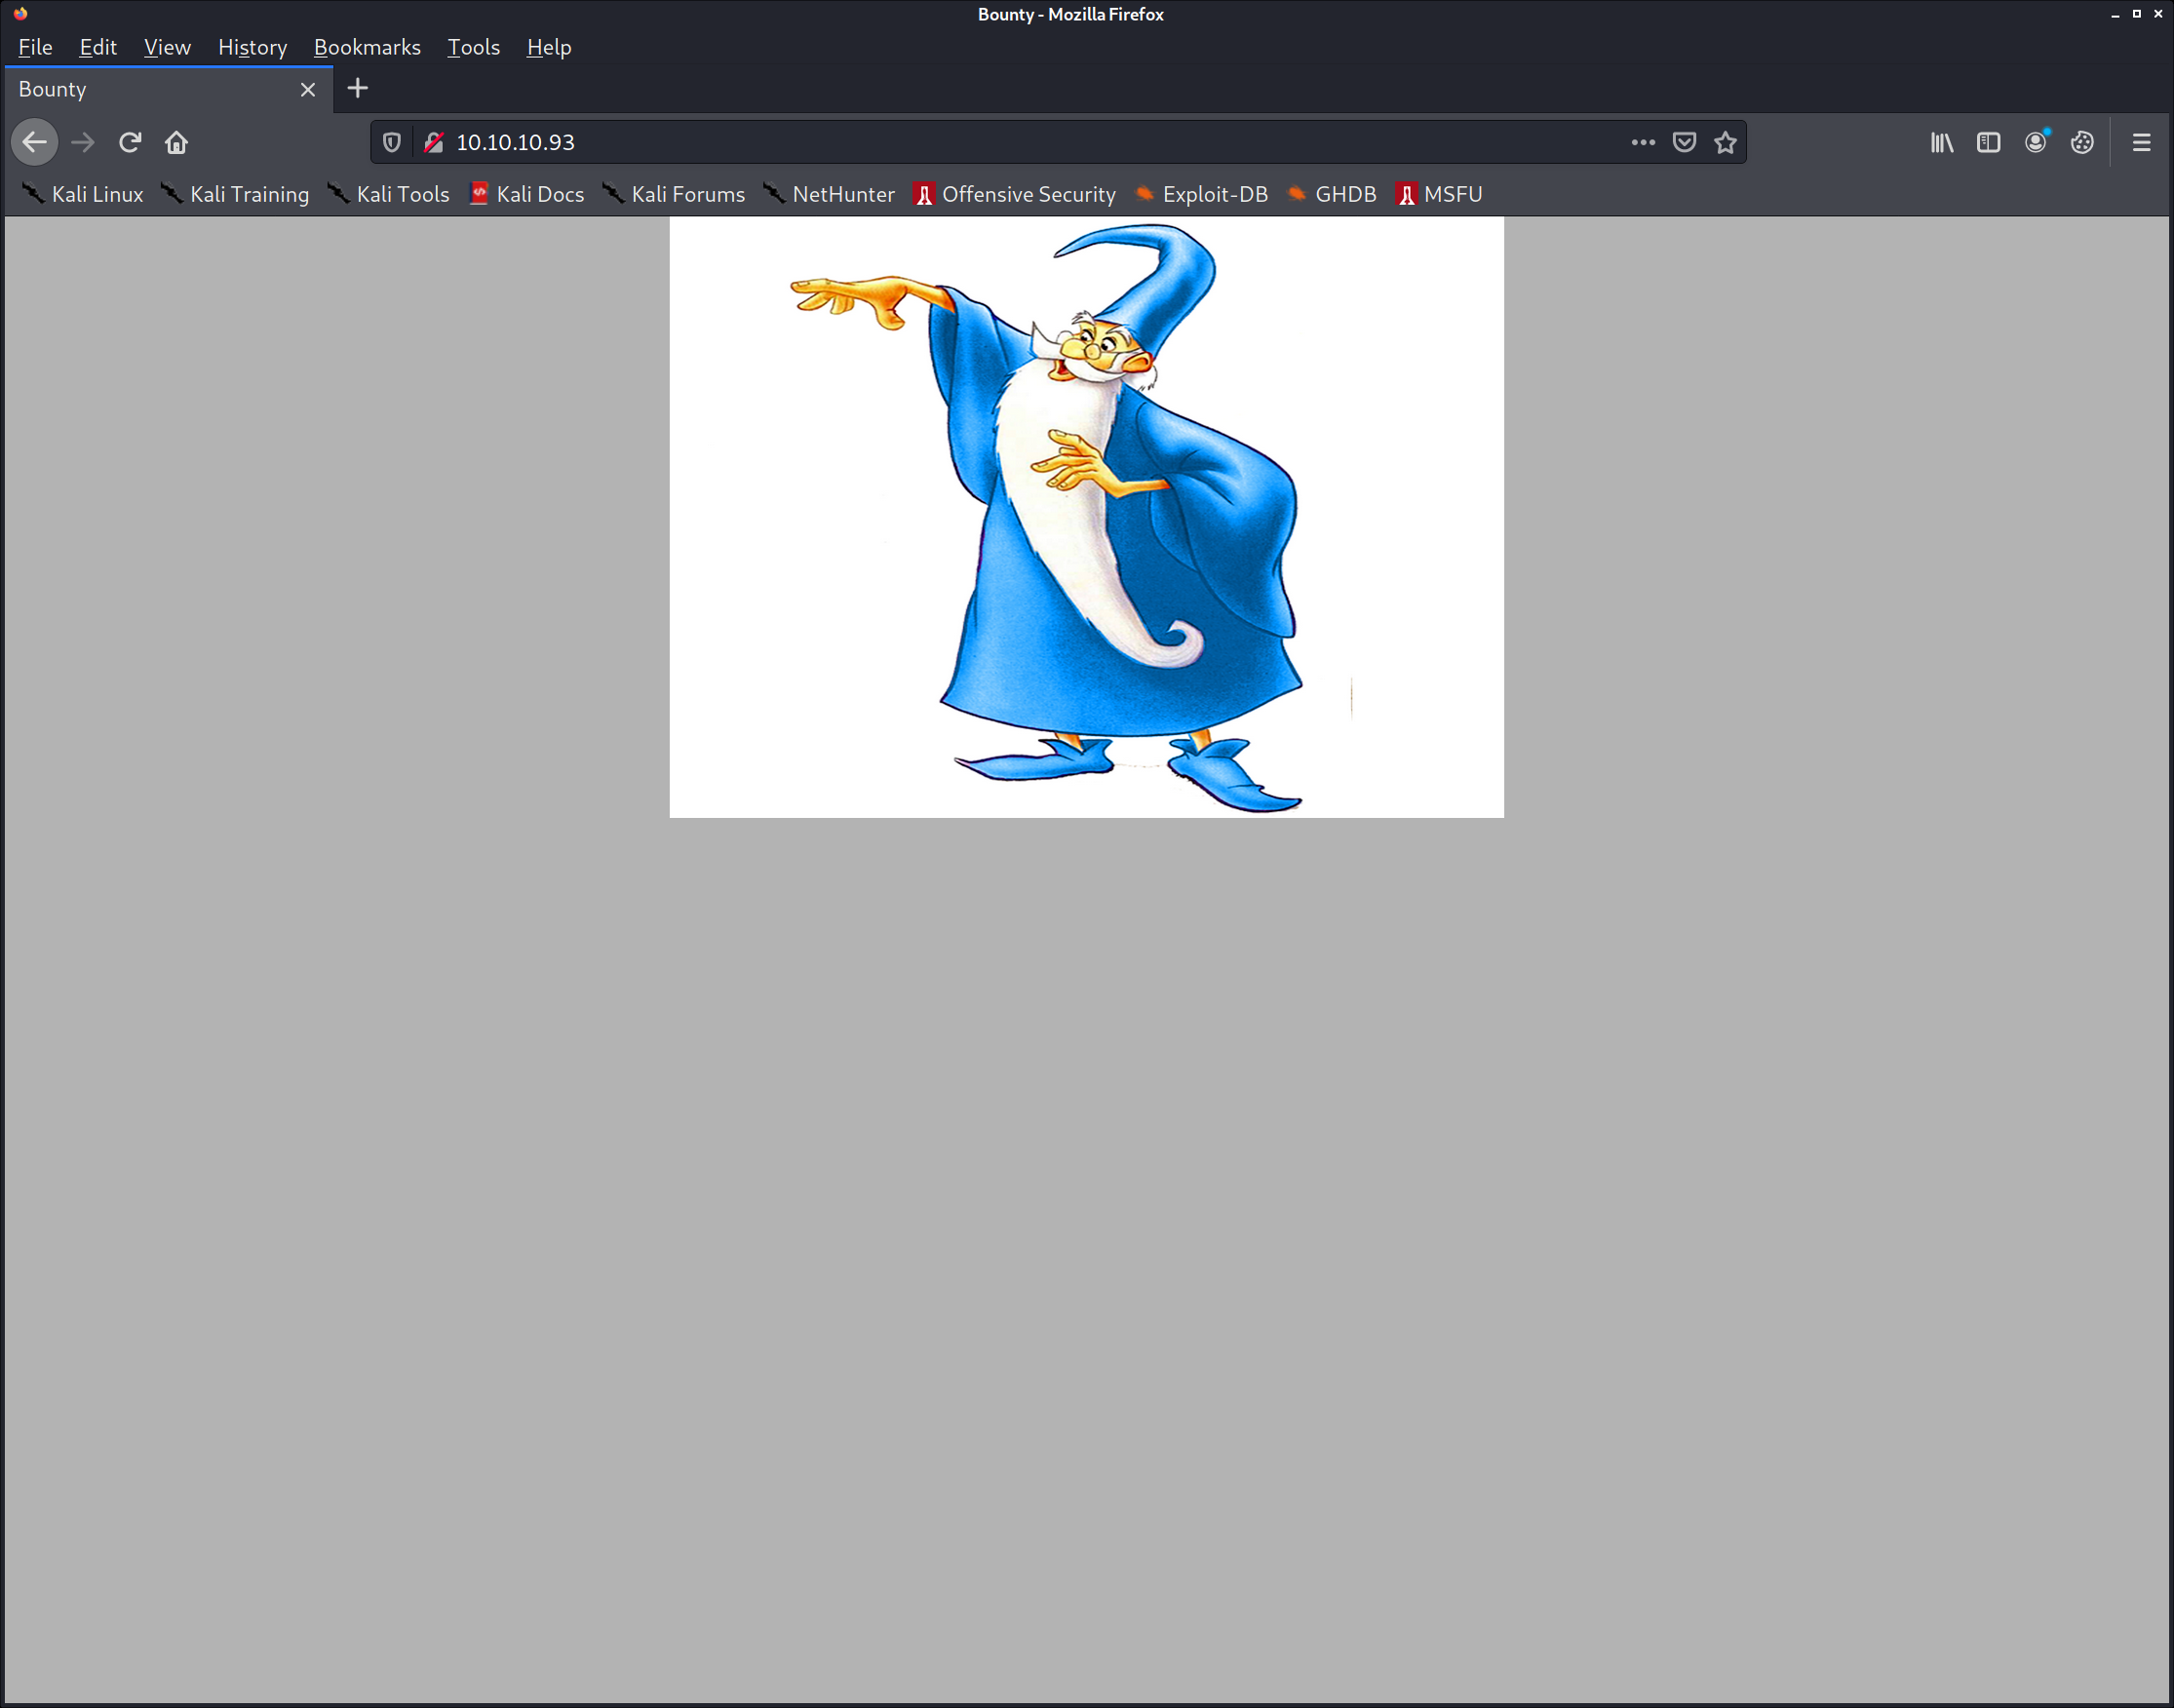 Bounty - Mozilla Firefox
File Edit View History Bookmarks Tools Help
Bounty
10.10.10.93
Kali Linux Kali Training Kali Tools Kali Docs Kali Forums NetHunter Offensive Security Exploit-DB GHDB MSFU